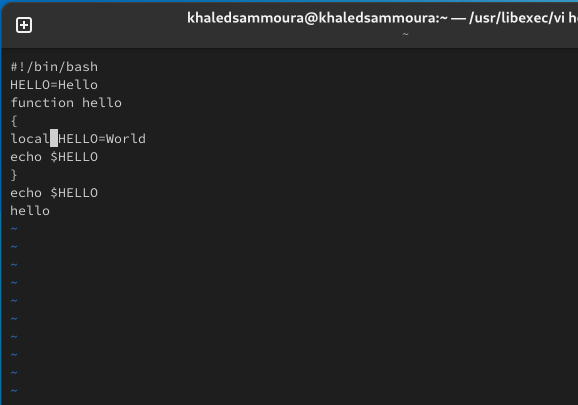 khaledsammoura@khaledsammoura:~ — /usr/libexec/vi
~
#!/bin/bash
HELLO=Hello
function hello
{
local HELLO=World
echo $HELLO
}
echo $HELLO
hello
~
~
~
~
~
~
~
~
~
~